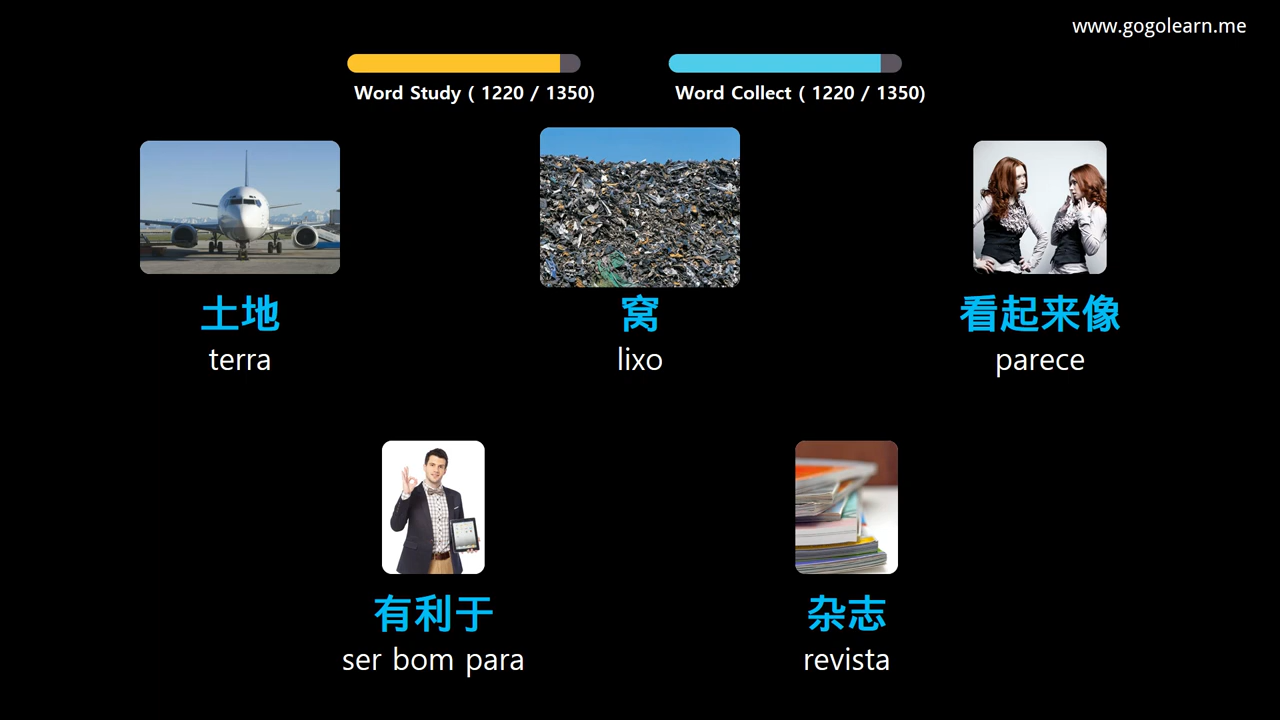 www.gogolearn.me
Word Study ( 1220 / 1350)
Word Collect ( 1220 / 1350)
土地
terra
窝
lixo
看起来像
parece
有利于
ser bom para
杂志
revista